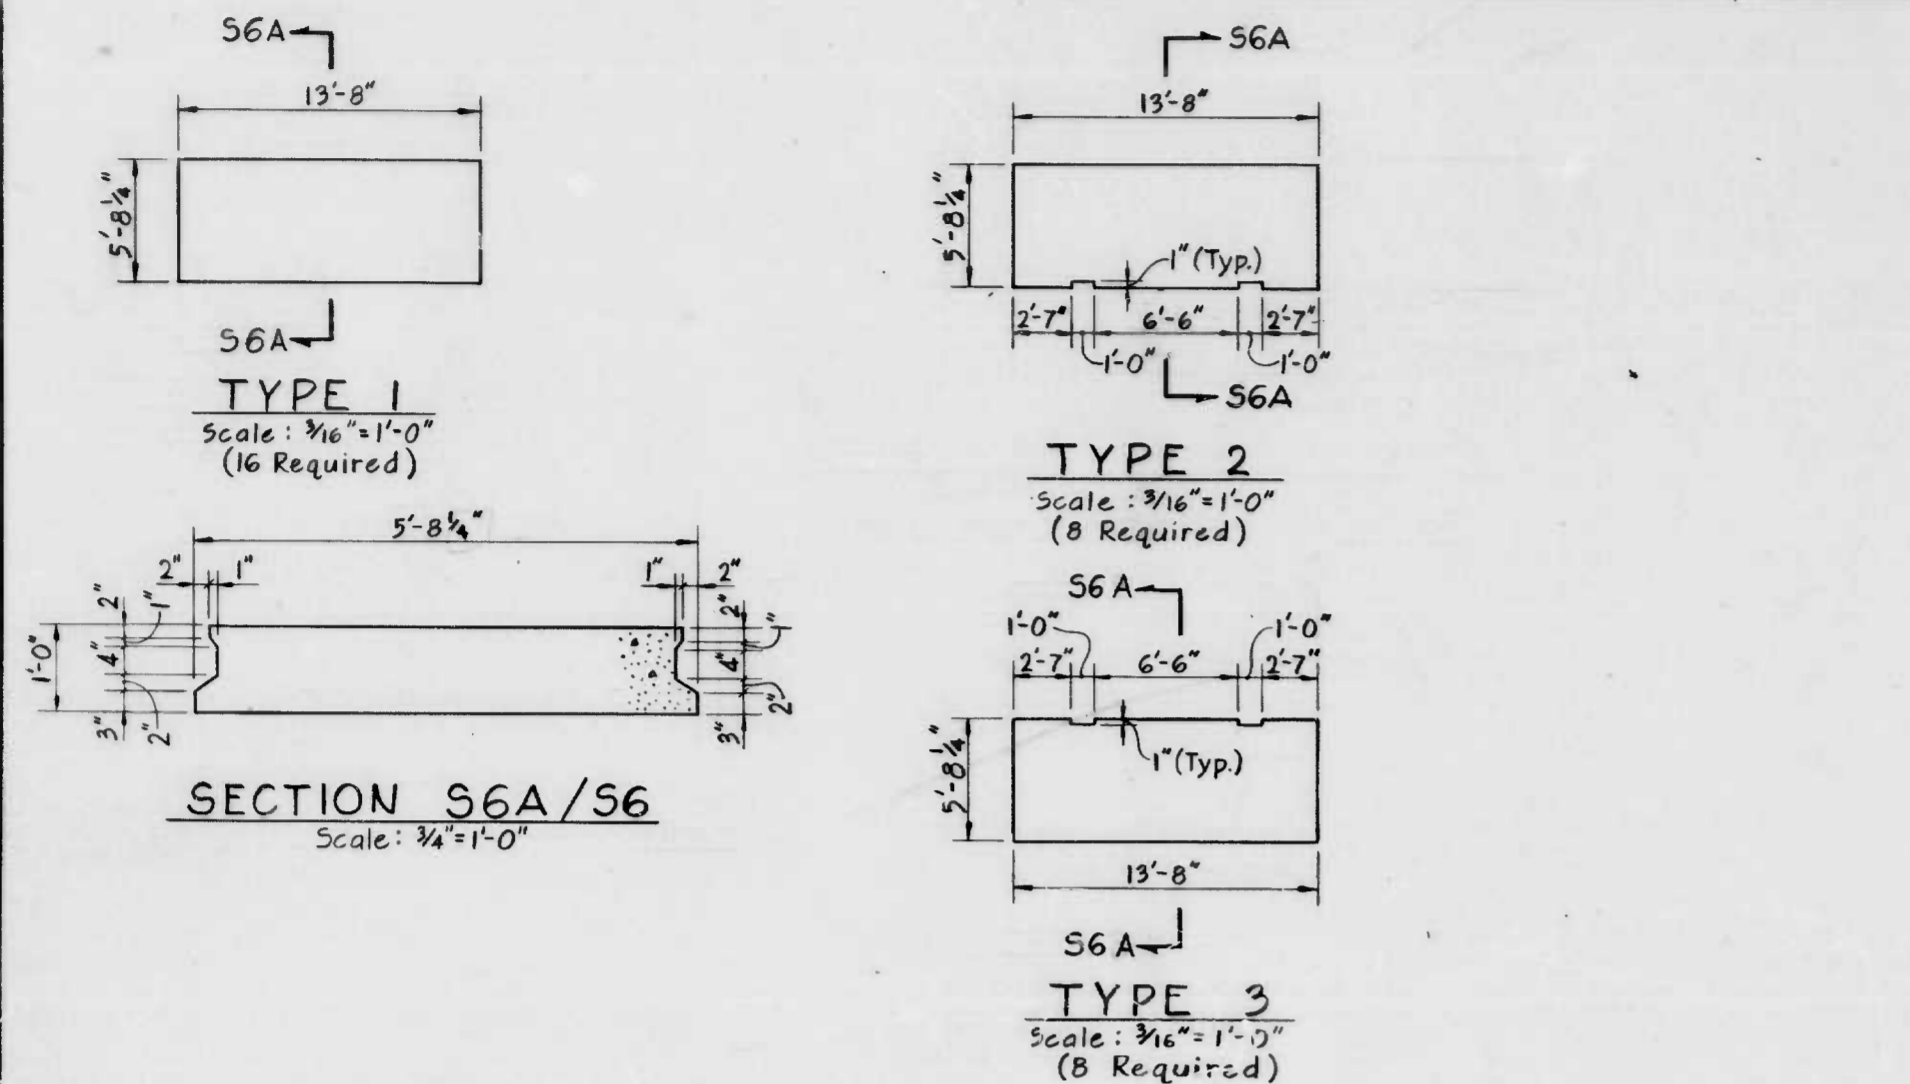 S6A
13'-8"
5'-8¼"
S6A
TYPE 1
Scale: 3/16"=1'-0"
(16 Required)
5'-8¼"
2" 1" 1" 2"
2" 1" 4" 2" 3"
1'-0"
2" 1" 4" 2" 3"
SECTION S6A/S6
Scale: ¾"=1'-0"
S6A
13'-8"
5'-8¼"
1"(Typ.)
2'-7" 6'-6" 2'-7"
1'-0" 1'-0"
S6A
TYPE 2
Scale: 3/16"=1'-0"
(8 Required)
S6A
1'-0" 1'-0"
2'-7" 6'-6" 2'-7"
5'-8¼"
1"(Typ.)
13'-8"
S6A
TYPE 3
Scale: 3/16"=1'-0"
(8 Required)